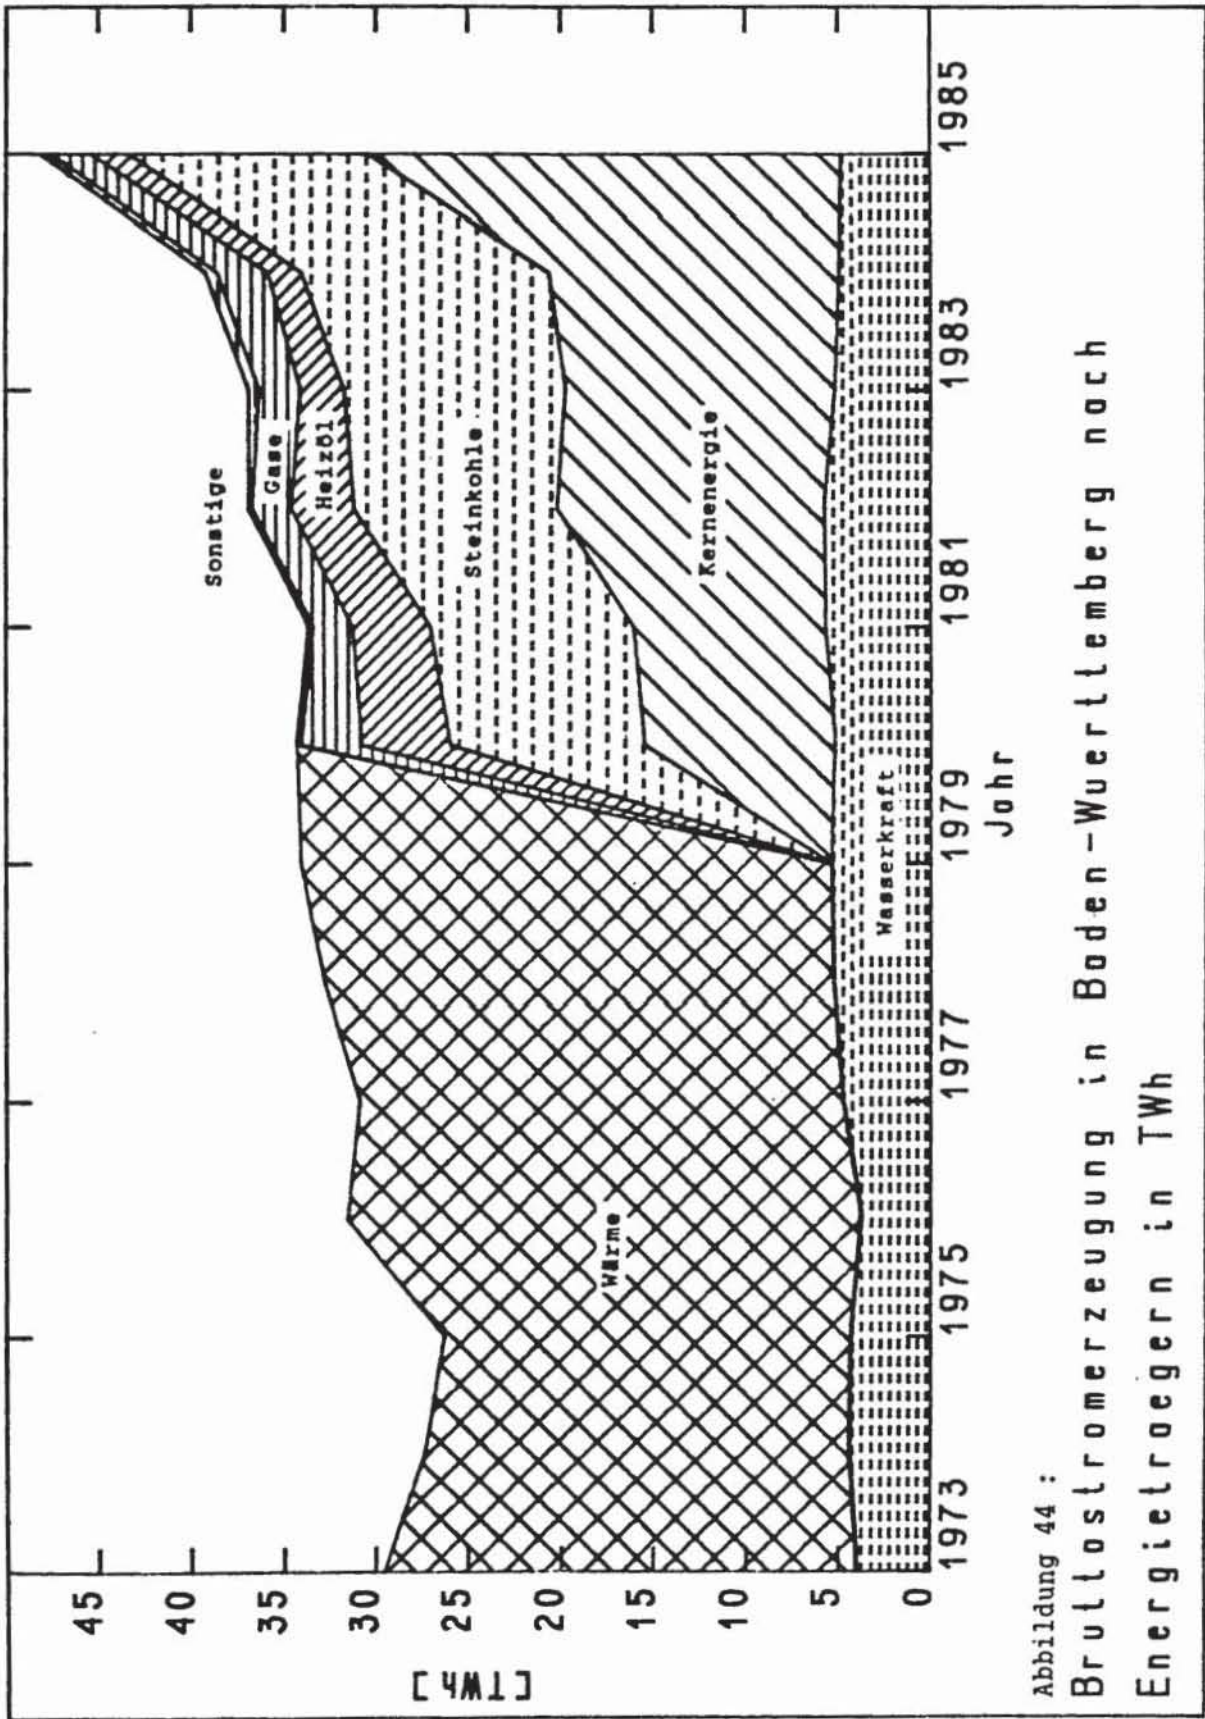 [TWh]
45
40
35
30
25
20
15
10
5
0
Sonstige
Gase
Heizöl
Steinkohle
Kernenergie
Wärme
Wasserkraft
1973 1975 1977 1979 1981 1983 1985
Jahr
Abbildung 44 :
Bruttostromerzeugung in Baden-Wuerttemberg nach
Energietraegern in TWh